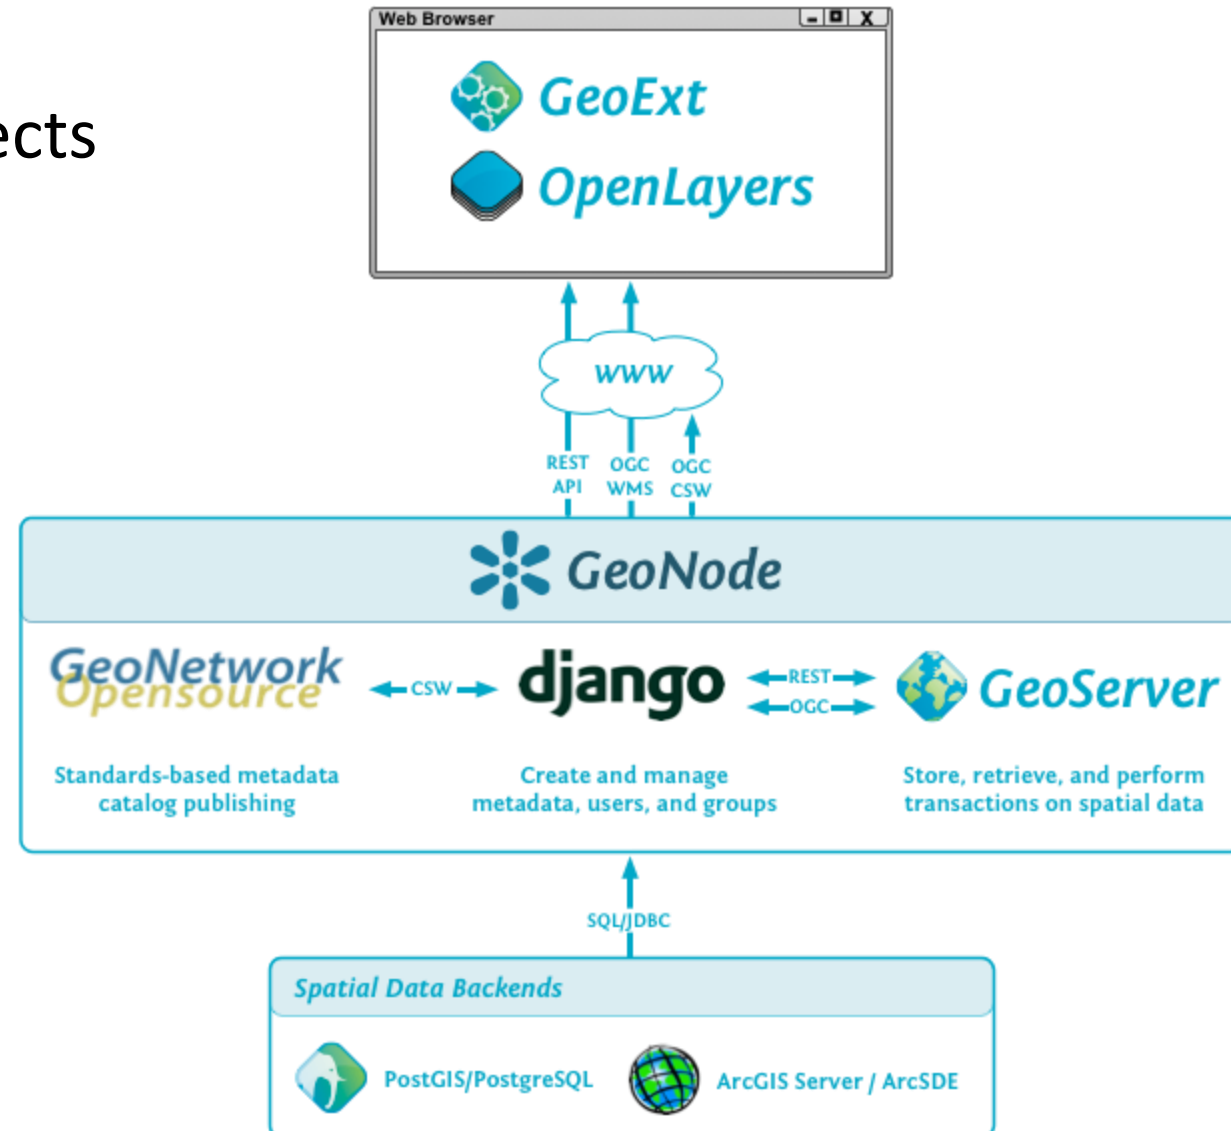 Web Browser
ects
GeoExt
OpenLayers
www
REST API
OGC WMS
OGC CSW
GeoNode
GeoNetwork
Opensource
CSW
django
REST
OGC
GeoServer
Standards-based metadata
catalog publishing
Create and manage
metadata, users, and groups
Store, retrieve, and perform
transactions on spatial data
SQL/JDBC
Spatial Data Backends
PostGIS/PostgreSQL
ArcGIS Server / ArcSDE